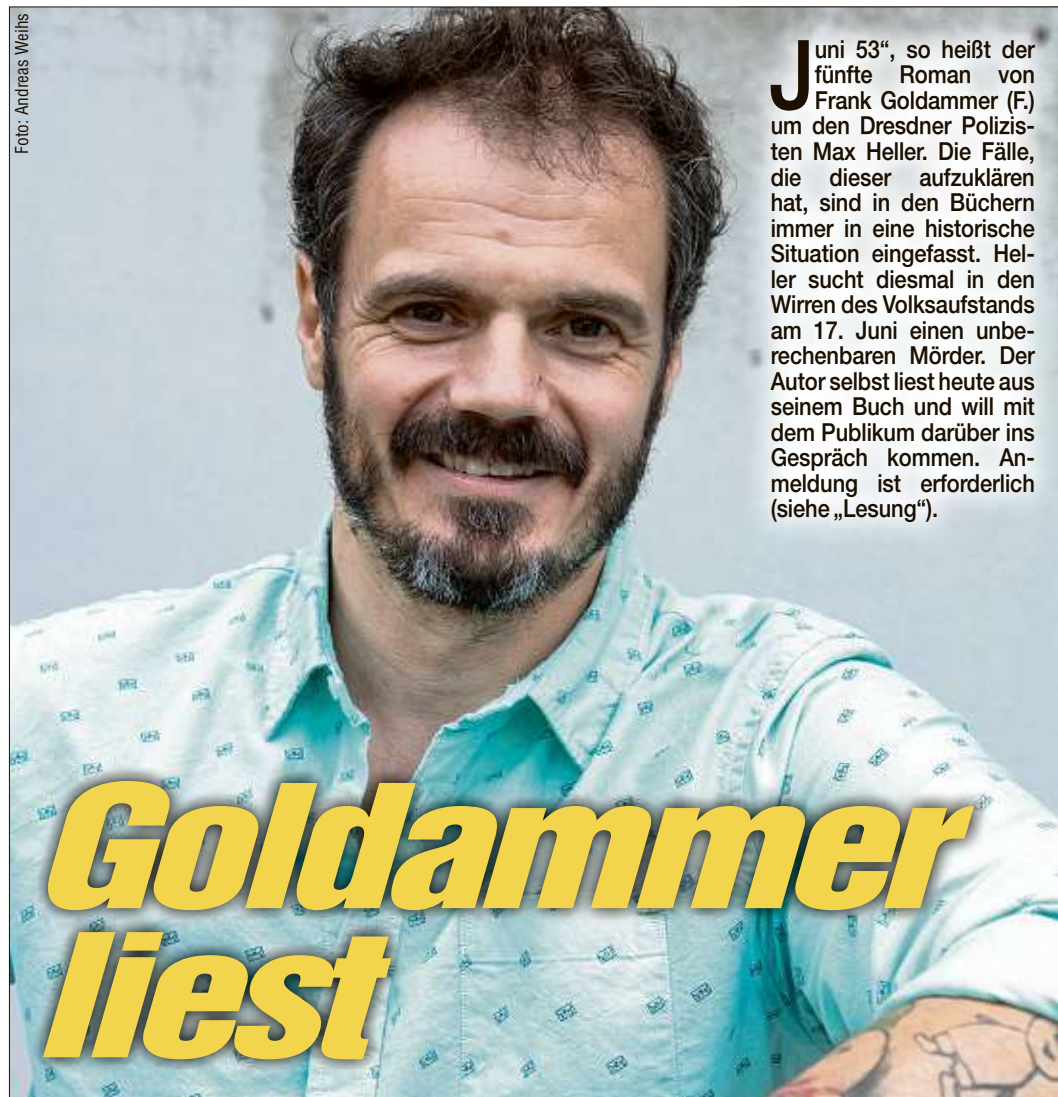 Foto: Andreas Weihs
Juni 53“, so heißt der
fünfte Roman von
Frank Goldammer (F.)
um den Dresdner Polizis-
ten Max Heller. Die Fälle,
die dieser aufzuklären
hat, sind in den Büchern
immer in eine historische
Situation eingefasst. Hel-
ler sucht diesmal in den
Wirren des Volksaufstands
am 17. Juni einen unbe-
rechenbaren Mörder. Der
Autor selbst liest heute aus
seinem Buch und will mit
dem Publikum darüber ins
Gespräch kommen. An-
meldung ist erforderlich
(siehe „Lesung“).
Goldammer
liest